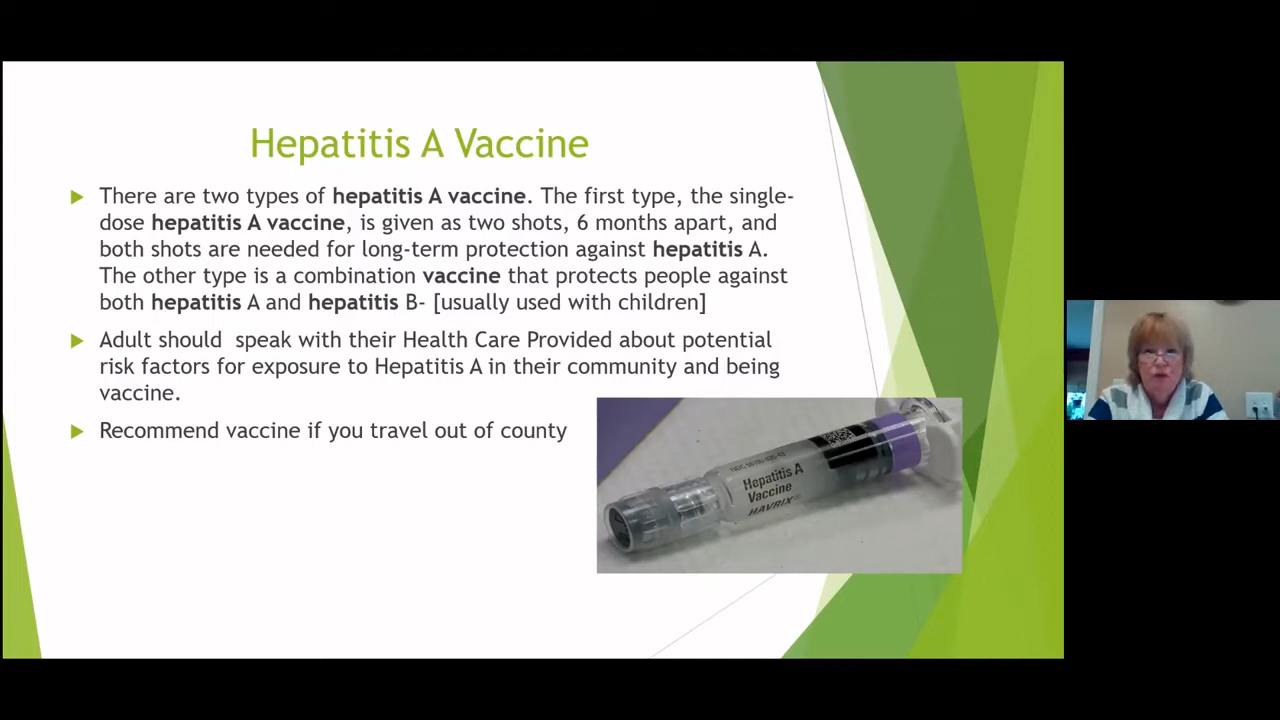 Hepatitis A Vaccine
There are two types of hepatitis A vaccine. The first type, the single-
dose hepatitis A vaccine, is given as two shots, 6 months apart, and
both shots are needed for long-term protection against hepatitis A.
The other type is a combination vaccine that protects people against
both hepatitis A and hepatitis B- [usually used with children]
Adult should  speak with their Health Care Provided about potential
risk factors for exposure to Hepatitis A in their community and being
vaccine.
Recommend vaccine if you travel out of county
Hepatitis A
Vaccine
HAVRIX